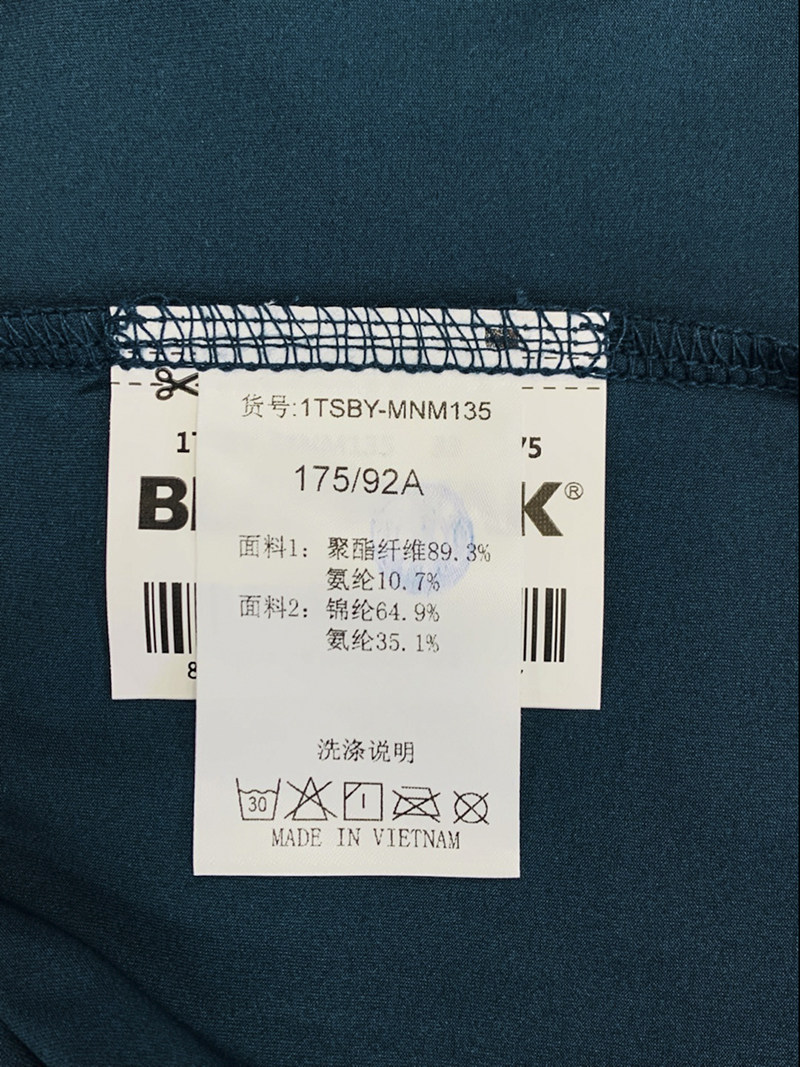 货号:1TSBY-MNM135
175/92A
面料1: 聚酯纤维89.3%
氨纶10.7%
面料2: 锦纶64.9%
氨纶35.1%
洗涤说明
30
MADE IN VIETNAM